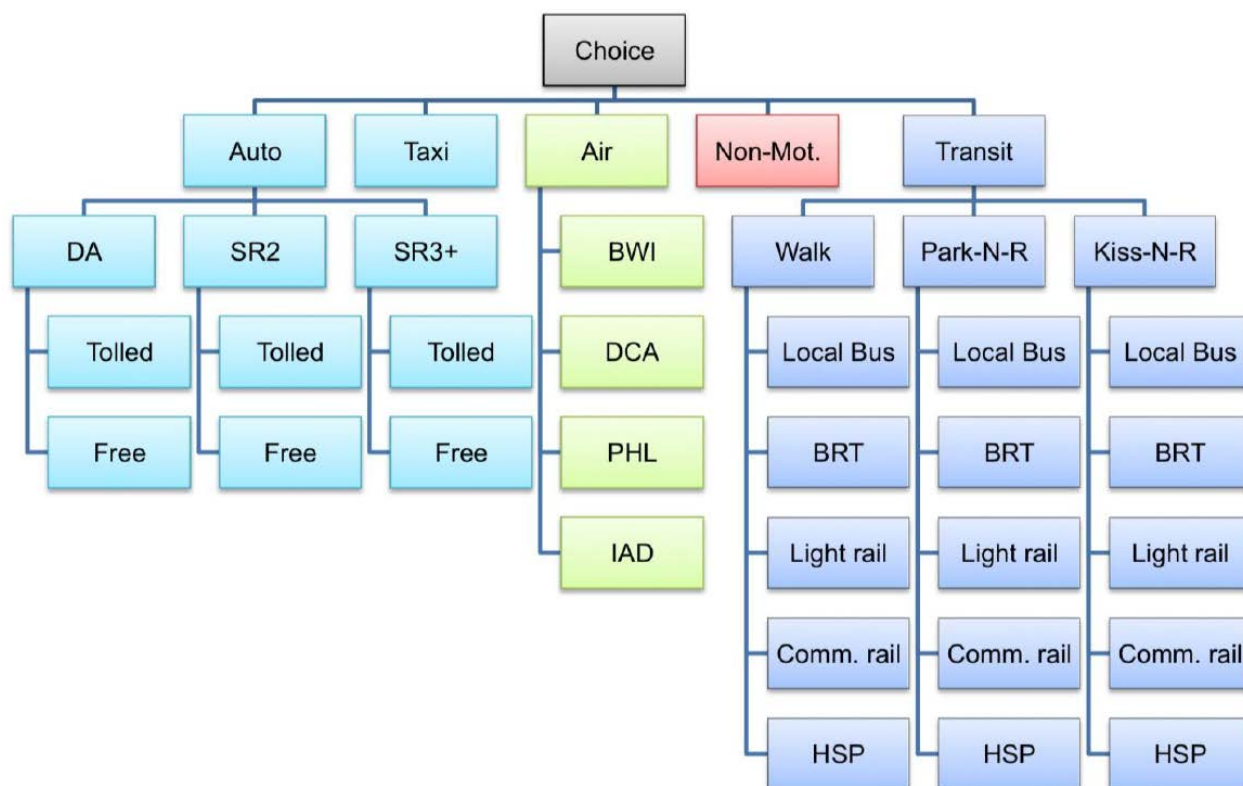 Choice
Auto
Taxi
Air
Non-Mot.
Transit
DA
SR2
SR3+
BWI
Walk
Park-N-R
Kiss-N-R
Tolled
Tolled
Tolled
DCA
Local Bus
Local Bus
Local Bus
Free
Free
Free
PHL
BRT
BRT
BRT
IAD
Light rail
Light rail
Light rail
Comm. rail
Comm. rail
Comm. rail
HSP
HSP
HSP